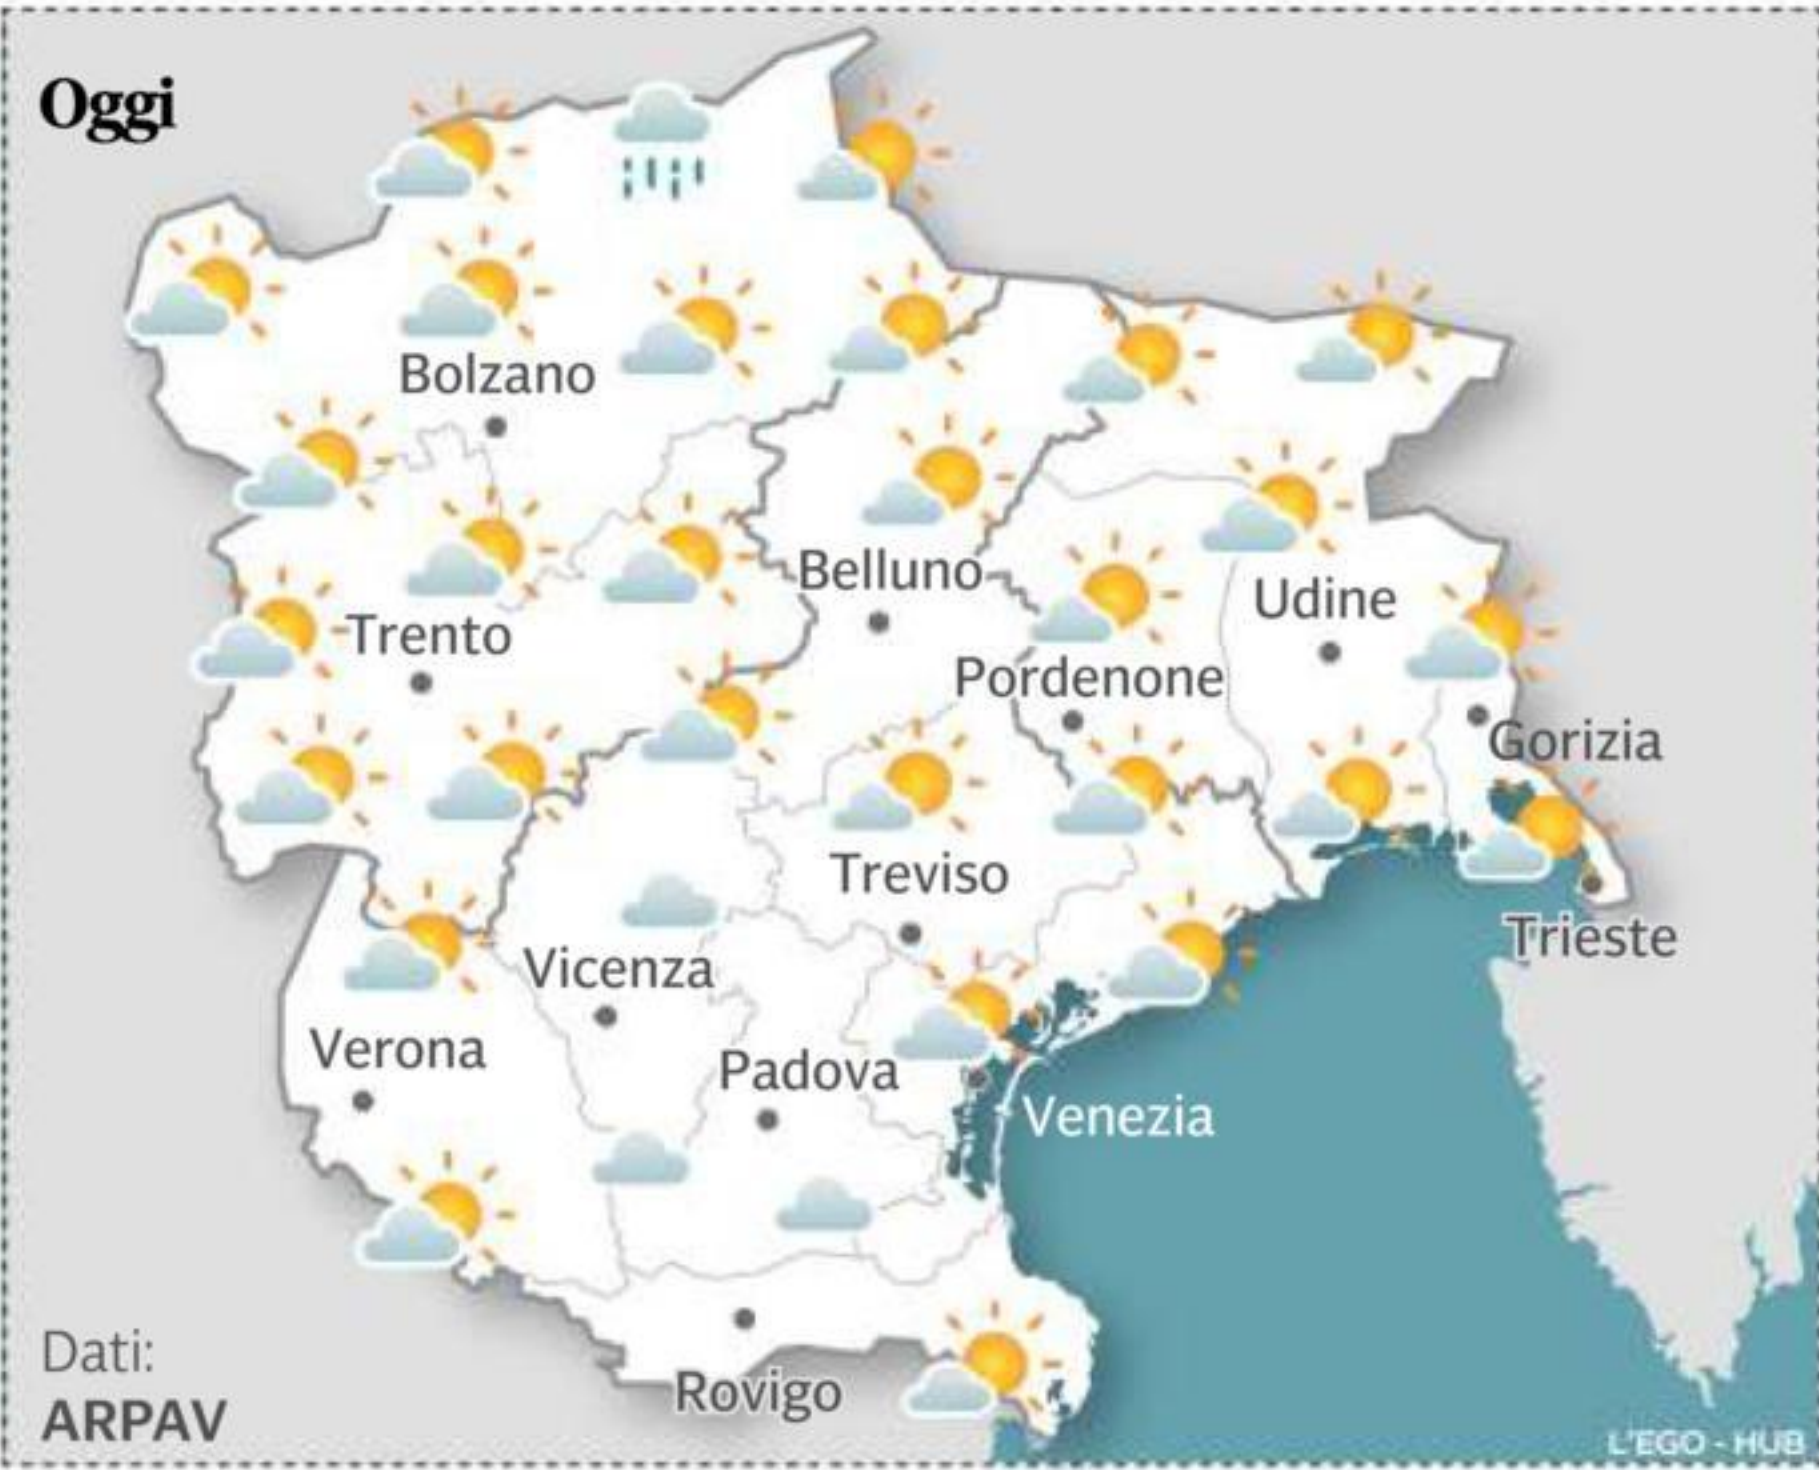 Oggi
Bolzano
Belluno
Udine
Trento
Pordenone
Gorizia
Treviso
Trieste
Vicenza
Verona
Padova
Venezia
Rovigo
Dati:
ARPAV
L'EGO - HUB